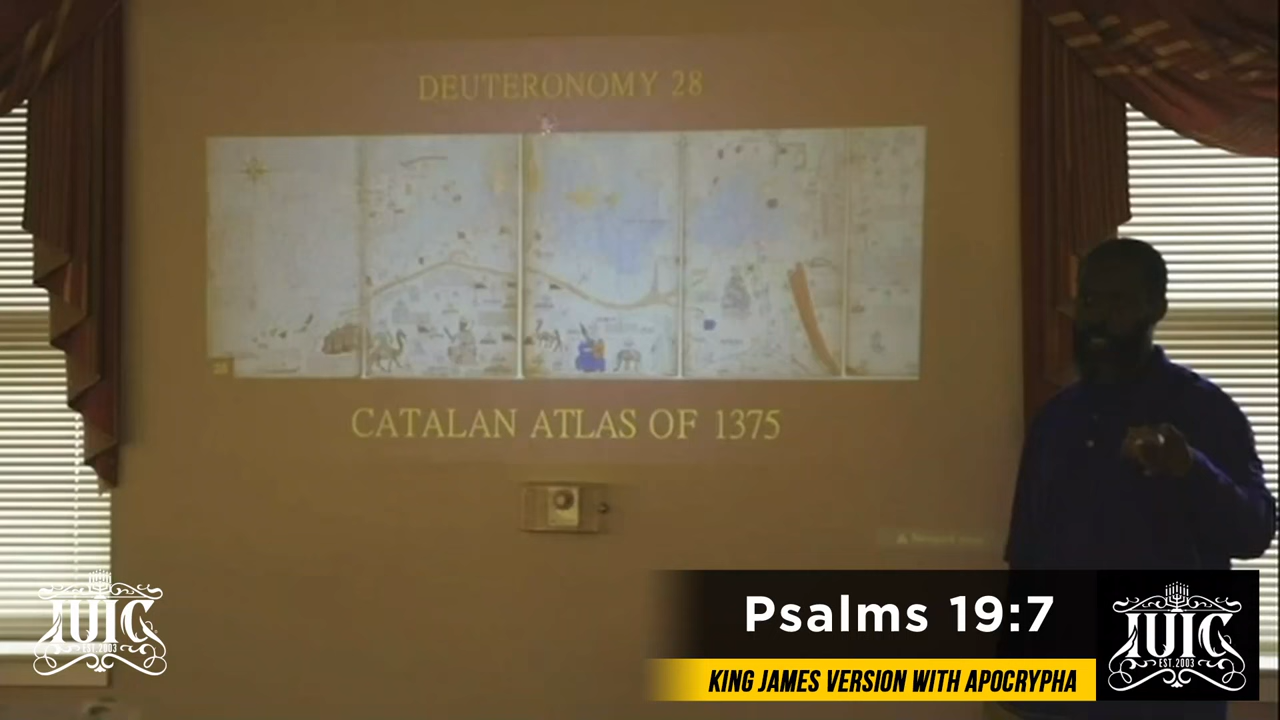 DEUTERONOMY 28
CATALAN ATLAS OF 1375
IUIC
EST. 2003
Psalms 19:7
KING JAMES VERSION WITH APOCRYPHA
IUIC
EST. 2003